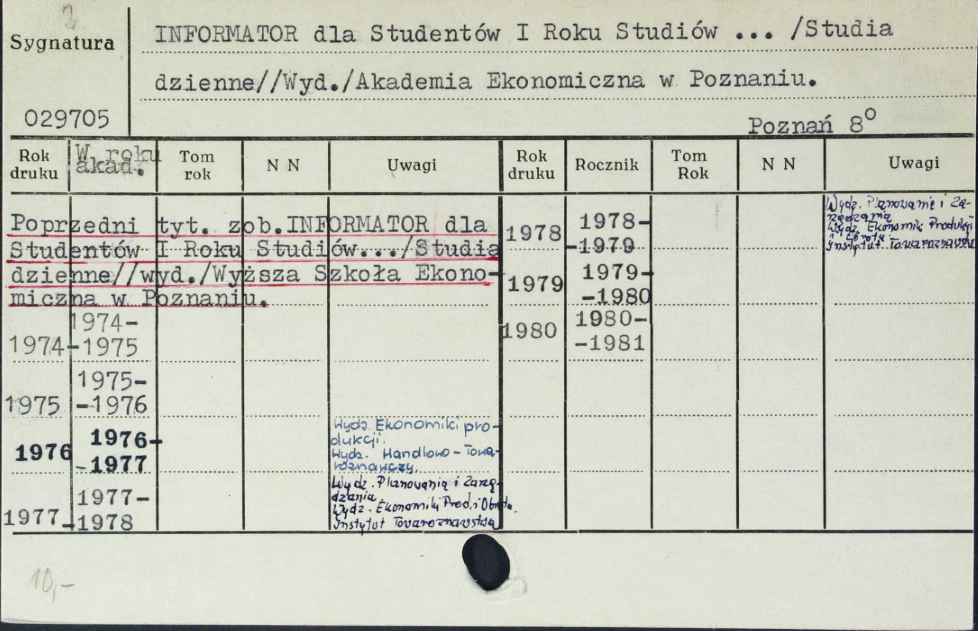 2
Sygnatura
029705
INFORMATOR dla Studentów I Roku Studiów ... /Studia
dzienne//Wyd./Akademia Ekonomiczna w Poznaniu.
Poznań 8°
Rok druku
W roku akad.
Tom rok
N N
Uwagi
Rok druku
Rocznik
Tom Rok
N N
Uwagi
Poprzedni tyt. zob.INFORMATOR dla
Studentów I Roku Studiów.../Studia
dzienne//wyd./Wyższa Szkoła Ekono-
miczna w Poznaniu.
1974-
1974-1975
1975-
1975 -1976
1976-
1976 -1977
Wydz Ekonomiki pro-
dukcji.
Wydz. Handlowo-Towa-
roznawczy.
1977-
1977-1978
Wydz. Planowania i Zarzą-
dzania
Wydz. Ekonomiki Prod. i Obrotu.
Instytut Towaroznawstwa
1978-
1978 -1979
Wydz. Planowanie i Za-
rządzania
Wydz. Ekonomik Produkcji
i Obrotu
Instytut Towaroznawstwa
1979-
1979 -1980
1980-
1980 -1981
10,-